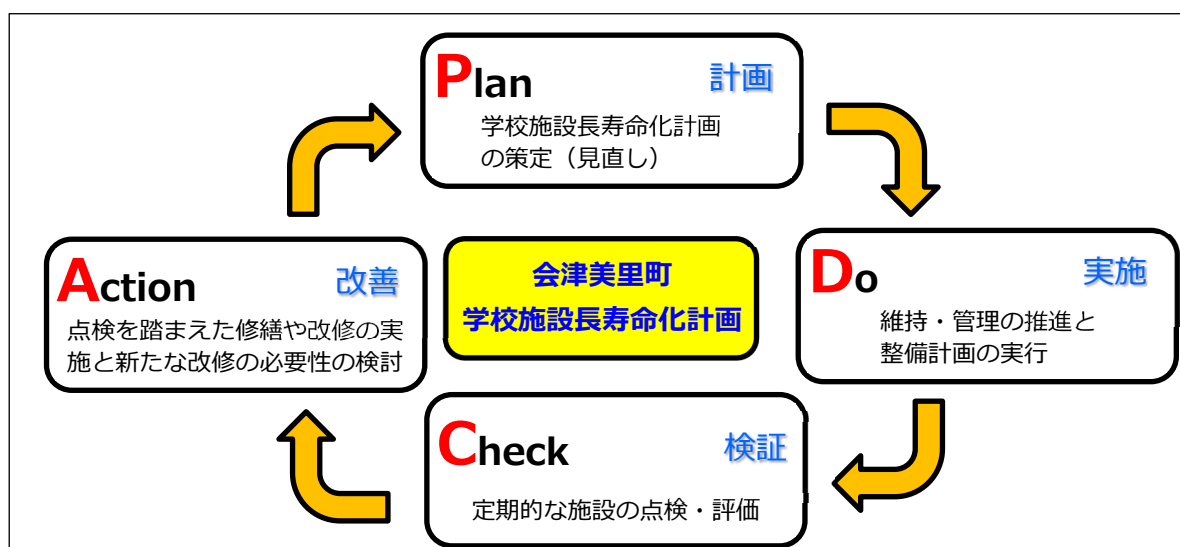 Plan 計画
学校施設長寿命化計画
の策定（見直し）
Action 改善
点検を踏まえた修繕や改修の実
施と新たな改修の必要性の検討
会津美里町
学校施設長寿命化計画
Do 実施
維持・管理の推進と
整備計画の実行
Check 検証
定期的な施設の点検・評価